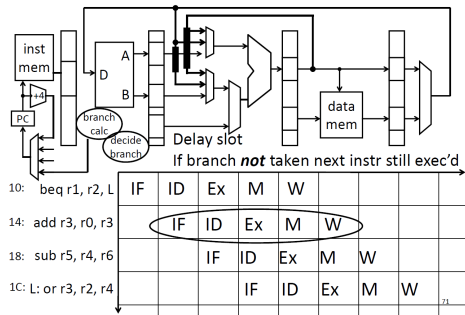 inst
mem
+4
PC
A
D
B
branch
calc
decide
branch
data
mem
Delay slot
If branch not taken next instr still exec’d
10: beq r1, r2, L IF ID Ex M W
14: add r3, r0, r3 IF ID Ex M W
18: sub r5, r4, r6 IF ID Ex M W
1C: L: or r3, r2, r4 IF ID Ex M W
71